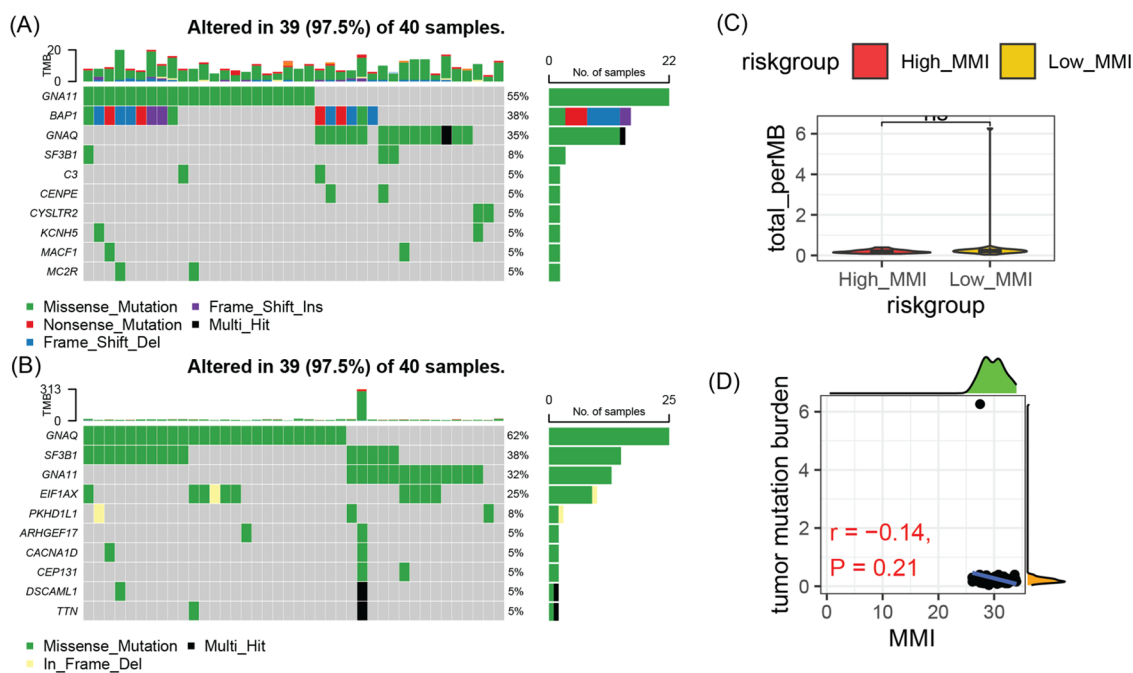 (A)
Altered in 39 (97.5%) of 40 samples.
TMB
20
0
0
22
No. of samples
GNA11
55%
BAP1
38%
GNAQ
35%
SF3B1
8%
C3
5%
CENPE
5%
CYSLTR2
5%
KCNH5
5%
MACF1
5%
MC2R
5%
Missense_Mutation
Frame_Shift_Ins
Nonsense_Mutation
Multi_Hit
Frame_Shift_Del
(B)
Altered in 39 (97.5%) of 40 samples.
TMB
313
0
0
25
No. of samples
GNAQ
62%
SF3B1
38%
GNA11
32%
EIF1AX
25%
PKHD1L1
8%
ARHGEF17
5%
CACNA1D
5%
CEP131
5%
DSCAML1
5%
TTN
5%
Missense_Mutation
Multi_Hit
In_Frame_Del
(C)
riskgroup High_MMI Low_MMI
total_perMB
6
4
2
0
High_MMI Low_MMI
riskgroup
(D)
tumor mutation burden
6
4
2
0
r = −0.14,
P = 0.21
0 10 20 30
MMI